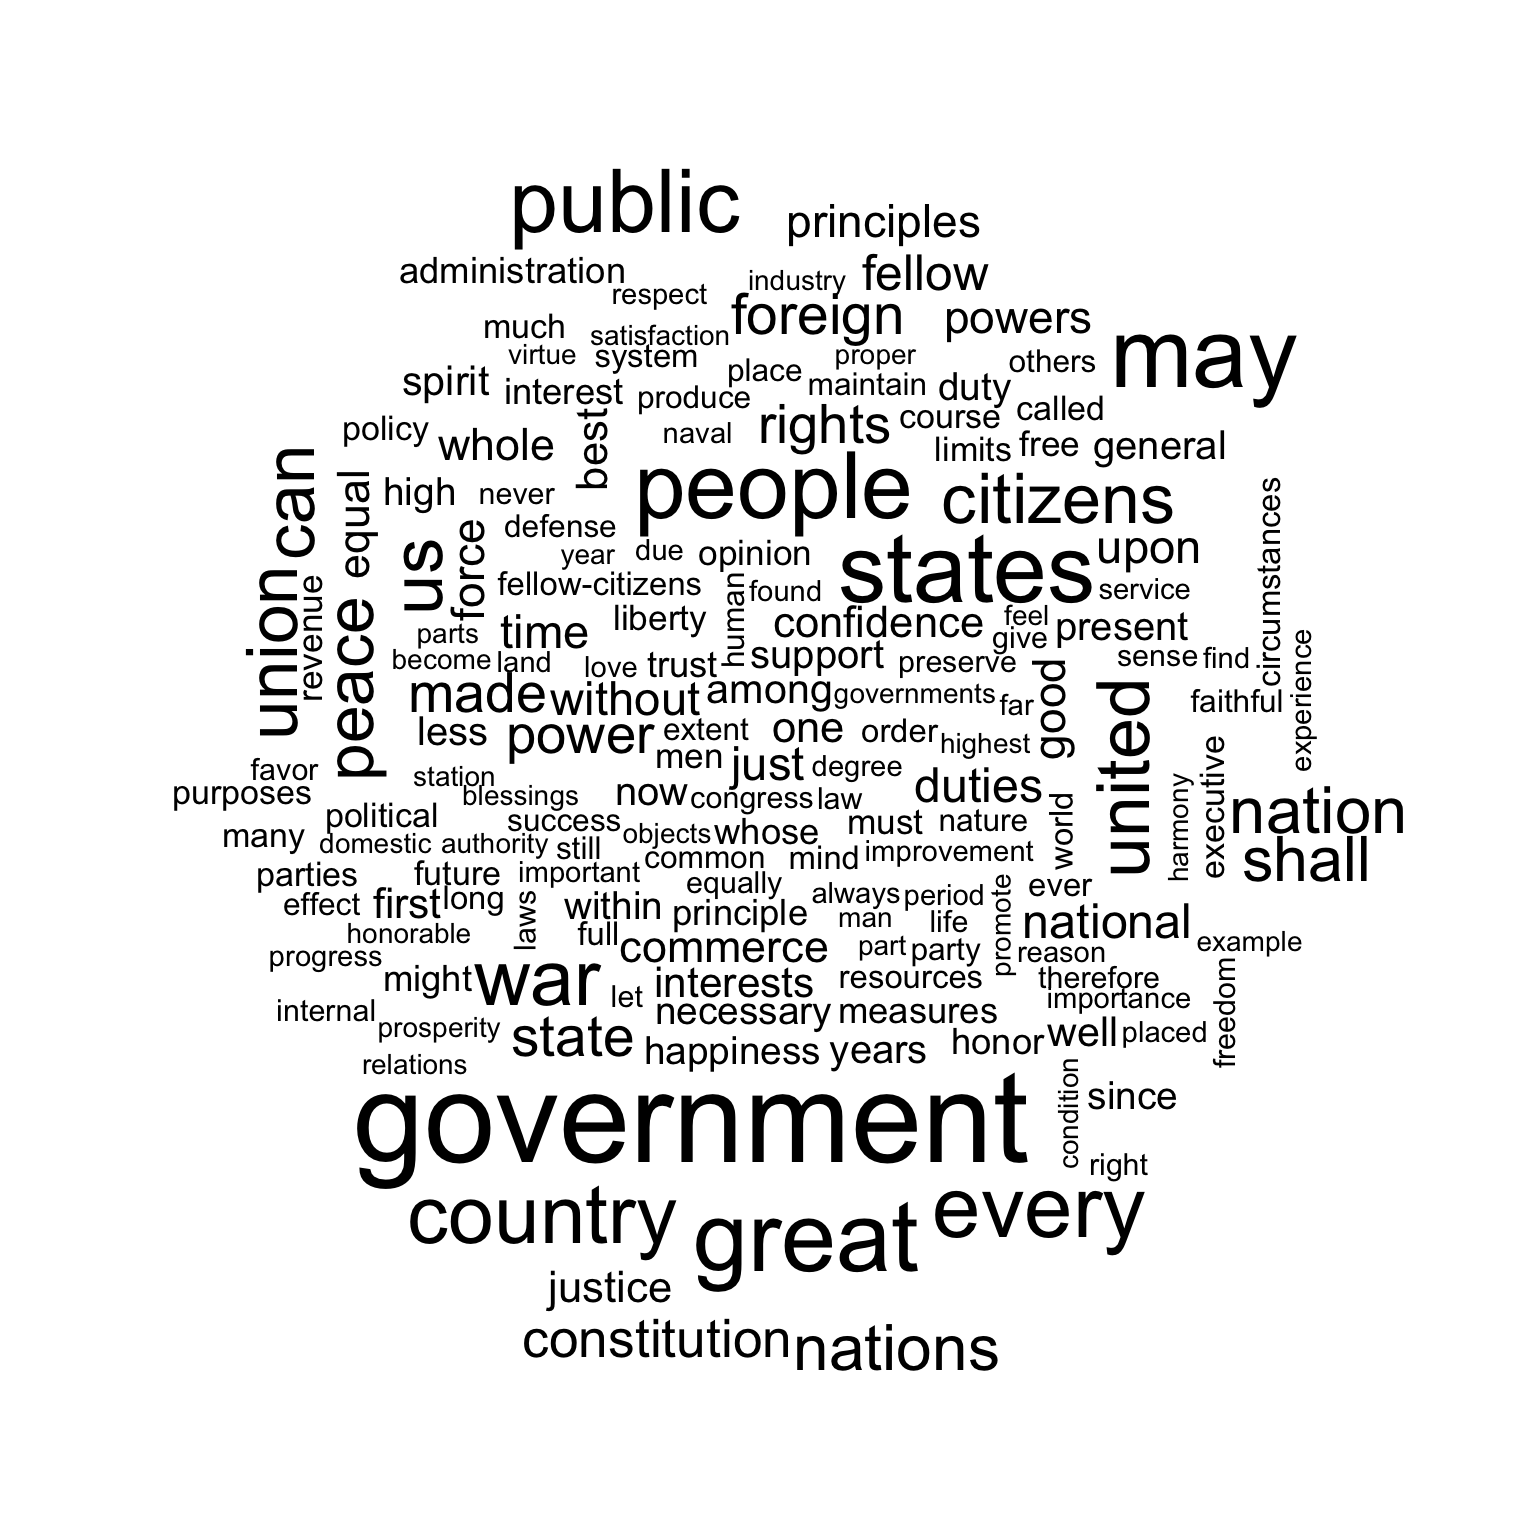 public
principles
administration
industry
fellow
respect
foreign
powers
much
satisfaction
may
virtue
system
proper
others
place
spirit
interest
produce
maintain
duty
best
rights
course
called
policy
whole
naval
limits
free
general
can
equal
high
never
people
citizens
circumstances
defense
us
force
year
due
opinion
states
upon
fellow-citizens
human
found
service
union
revenue
peace
parts
time
liberty
confidence
feel
give
present
become
land
love
trust
support
preserve
good
sense
find
experience
made
without
among
governments
far
united
faithful
less
power
extent
one
order
highest
men
just
degree
favor
station
purposes
blessings
now
congress
law
duties
world
harmony
executive
nation
political
success
objects
whose
must
nature
many
domestic
authority
still
common
mind
improvement
shall
parties
future
important
equally
always
period
ever
effect
first
long
laws
within
principle
man
life
promote
national
honorable
full
commerce
part
party
reason
example
progress
might
war
let
interests
resources
therefore
freedom
internal
necessary
measures
importance
prosperity
state
happiness
years
honor
well
placed
relations
government
condition
since
right
country
great
every
justice
constitution
nations